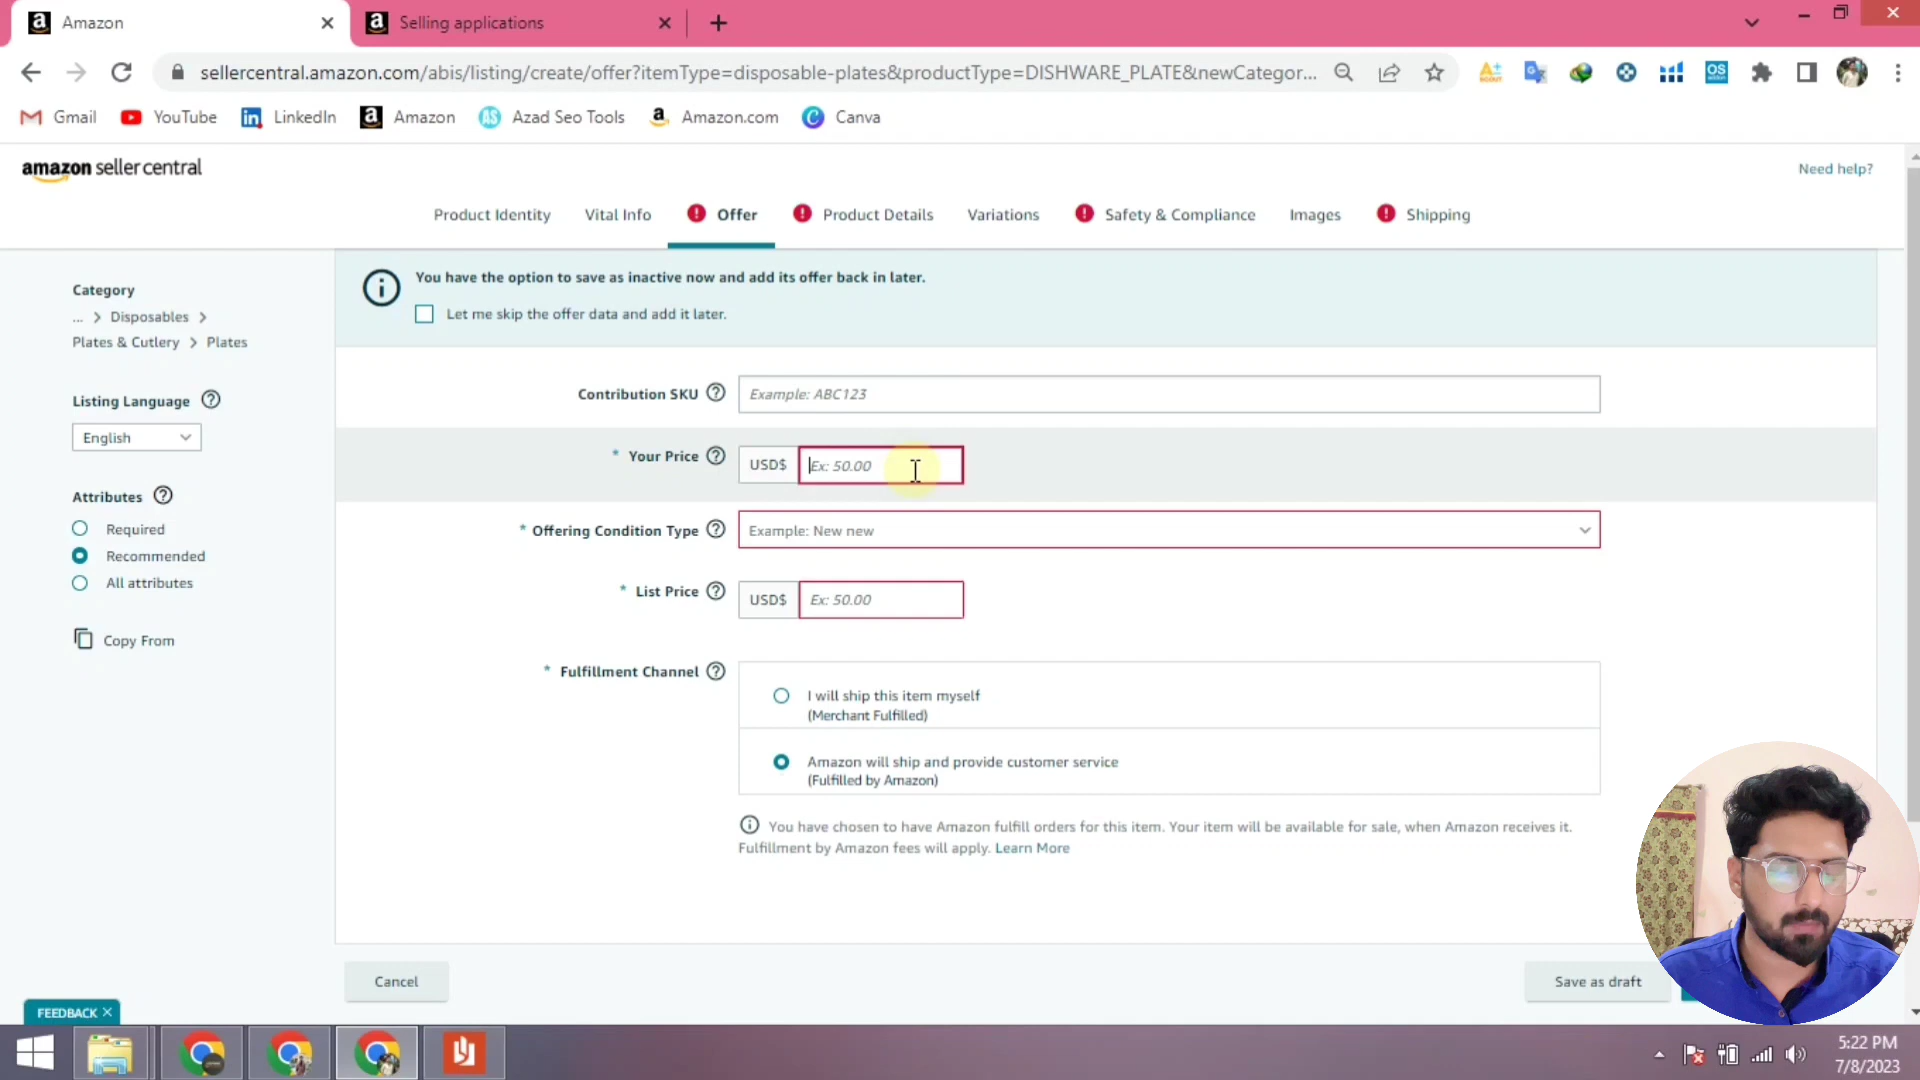 Amazon
Selling applications
sellercentral.amazon.com/abis/listing/create/offer?itemType=disposable-plates&productType=DISHWARE_PLATE&newCategor...
Gmail YouTube LinkedIn Amazon Azad Seo Tools Amazon.com Canva
amazon seller central
Need help?
Product Identity Vital Info Offer Product Details Variations Safety & Compliance Images Shipping
Category
... > Disposables >
Plates & Cutlery > Plates
Listing Language
English
Attributes
Required
Recommended
All attributes
Copy From
You have the option to save as inactive now and add its offer back in later.
Let me skip the offer data and add it later.
Contribution SKU Example: ABC123
* Your Price USD$ Ex: 50.00
* Offering Condition Type Example: New new
* List Price USD$ Ex: 50.00
* Fulfillment Channel
I will ship this item myself
(Merchant Fulfilled)
Amazon will ship and provide customer service
(Fulfilled by Amazon)
You have chosen to have Amazon fulfill orders for this item. Your item will be available for sale, when Amazon receives it.
Fulfillment by Amazon fees will apply. Learn More
Cancel
Save as draft
FEEDBACK
5:22 PM
7/8/2023